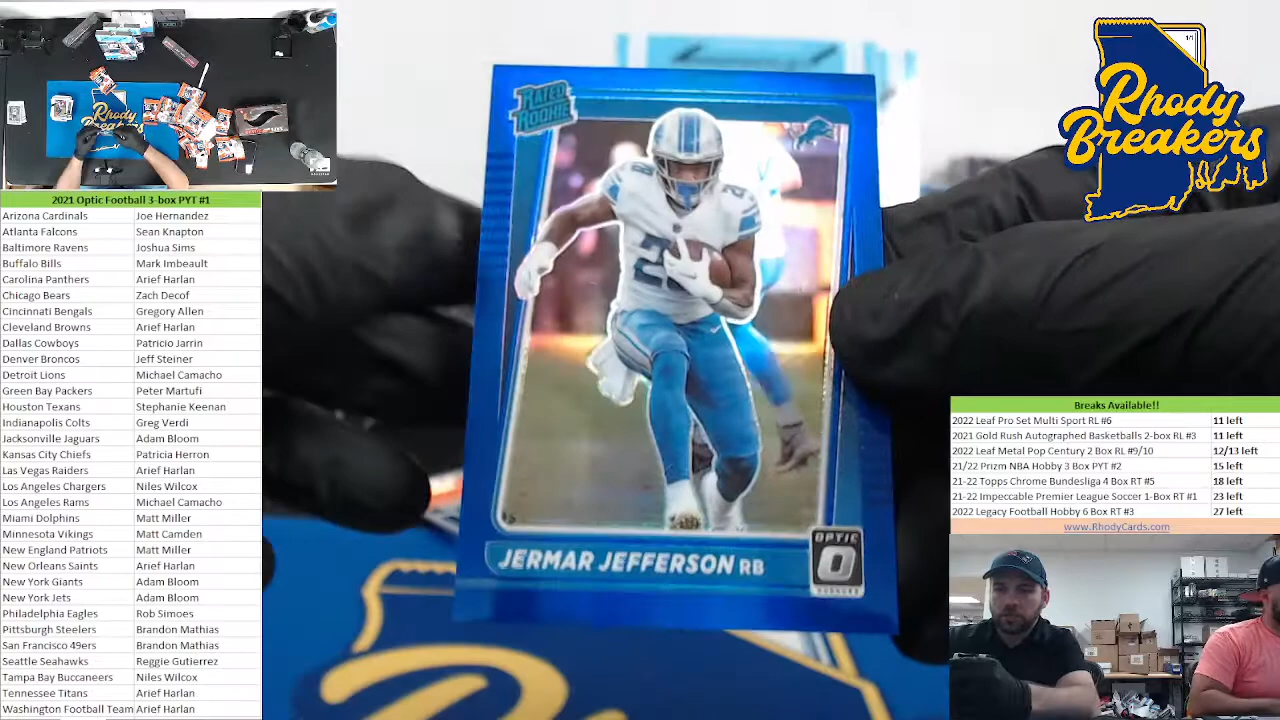 2021 Optic Football 3-box PYT #1
Arizona Cardinals Joe Hernandez
Atlanta Falcons Sean Knapton
Baltimore Ravens Joshua Sims
Buffalo Bills Mark Imbeault
Carolina Panthers Arief Harlan
Chicago Bears Zach Decof
Cincinnati Bengals Gregory Allen
Cleveland Browns Arief Harlan
Dallas Cowboys Patricio Jarrin
Denver Broncos Jeff Steiner
Detroit Lions Michael Camacho
Green Bay Packers Peter Martufi
Houston Texans Stephanie Keenan
Indianapolis Colts Greg Verdi
Jacksonville Jaguars Adam Bloom
Kansas City Chiefs Patricia Herron
Las Vegas Raiders Arief Harlan
Los Angeles Chargers Niles Wilcox
Los Angeles Rams Michael Camacho
Miami Dolphins Matt Miller
Minnesota Vikings Matt Camden
New England Patriots Matt Miller
New Orleans Saints Arief Harlan
New York Giants Adam Bloom
New York Jets Adam Bloom
Philadelphia Eagles Rob Simoes
Pittsburgh Steelers Brandon Mathias
San Francisco 49ers Brandon Mathias
Seattle Seahawks Reggie Gutierrez
Tampa Bay Buccaneers Niles Wilcox
Tennessee Titans Arief Harlan
Washington Football Team Arief Harlan
RATED
ROOKIE
28
JERMAR JEFFERSON RB
OPTIC
O
DONRUSS
1/1
Rhody
Breakers
Breaks Available!!
2022 Leaf Pro Set Multi Sport RL #6 11 left
2021 Gold Rush Autographed Basketballs 2-box RL #3 11 left
2022 Leaf Metal Pop Century 2 Box RL #9/10 12/13 left
21/22 Prizm NBA Hobby 3 Box PYT #2 15 left
21-22 Topps Chrome Bundesliga 4 Box RT #5 18 left
21-22 Impeccable Premier League Soccer 1-Box RT #1 23 left
2022 Legacy Football Hobby 6 Box RT #3 27 left
www.RhodyCards.com